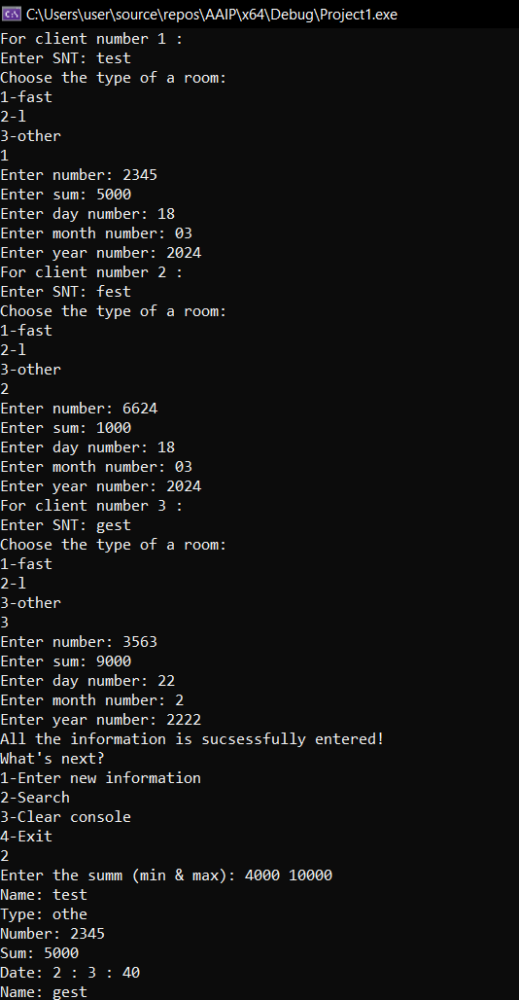 C:\Users\user\source\repos\AAIP\x64\Debug\Project1.exe
For client number 1 :
Enter SNT: test
Choose the type of a room:
1-fast
2-l
3-other
1
Enter number: 2345
Enter sum: 5000
Enter day number: 18
Enter month number: 03
Enter year number: 2024
For client number 2 :
Enter SNT: fest
Choose the type of a room:
1-fast
2-l
3-other
2
Enter number: 6624
Enter sum: 1000
Enter day number: 18
Enter month number: 03
Enter year number: 2024
For client number 3 :
Enter SNT: gest
Choose the type of a room:
1-fast
2-l
3-other
3
Enter number: 3563
Enter sum: 9000
Enter day number: 22
Enter month number: 2
Enter year number: 2222
All the information is sucsessfully entered!
What's next?
1-Enter new information
2-Search
3-Clear console
4-Exit
2
Enter the summ (min & max): 4000 10000
Name: test
Type: othe
Number: 2345
Sum: 5000
Date: 2 : 3 : 40
Name: gest